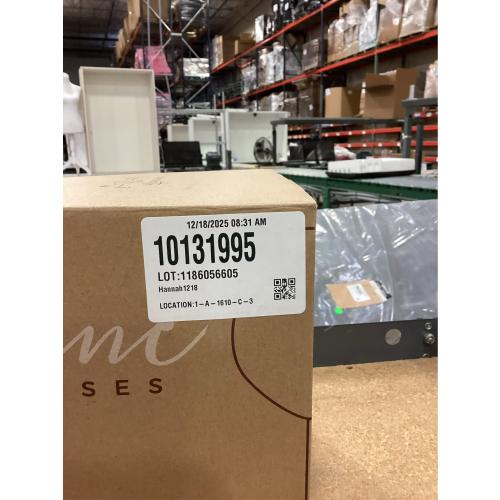 12/18/2025 08:31 AM
10131995
LOT:1186056605
Hannah1218
LOCATION:1-A-1610-C-3
SES